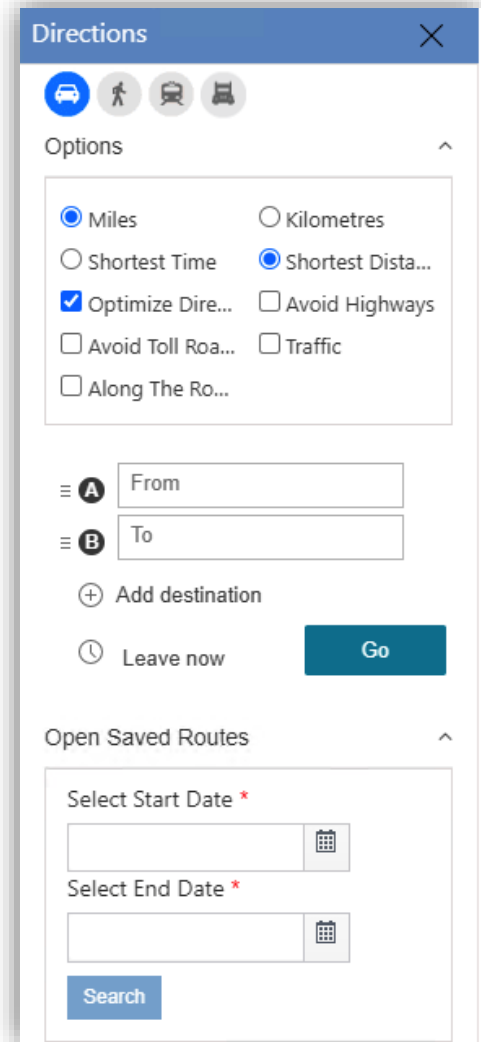 Directions
Options
Miles Kilometres
Shortest Time Shortest Dista...
Optimize Dire... Avoid Highways
Avoid Toll Roa... Traffic
Along The Ro...
A From
B To
Add destination
Leave now Go
Open Saved Routes
Select Start Date *
Select End Date *
Search